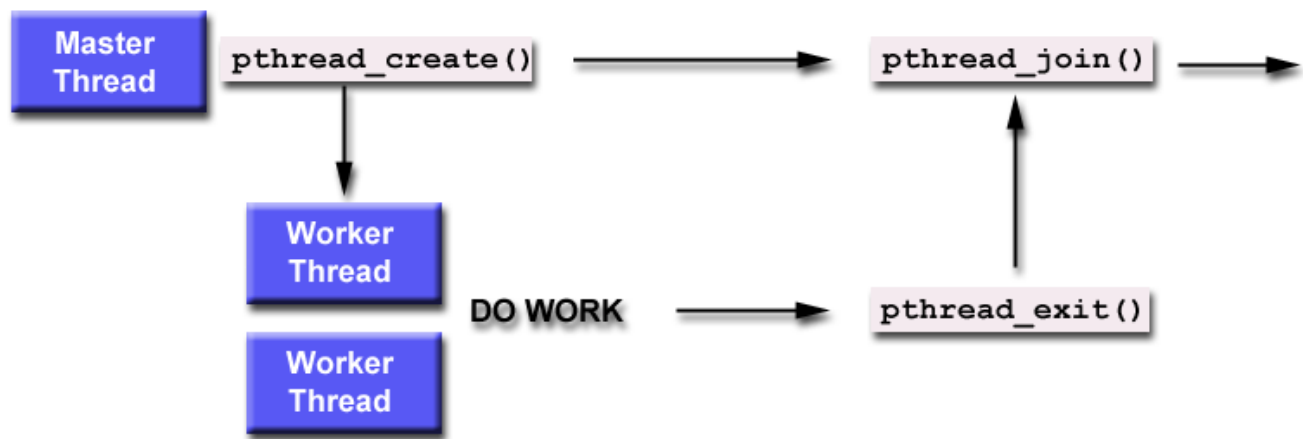 Master
Thread
pthread_create()
pthread_join()
Worker
Thread
DO WORK
pthread_exit()
Worker
Thread